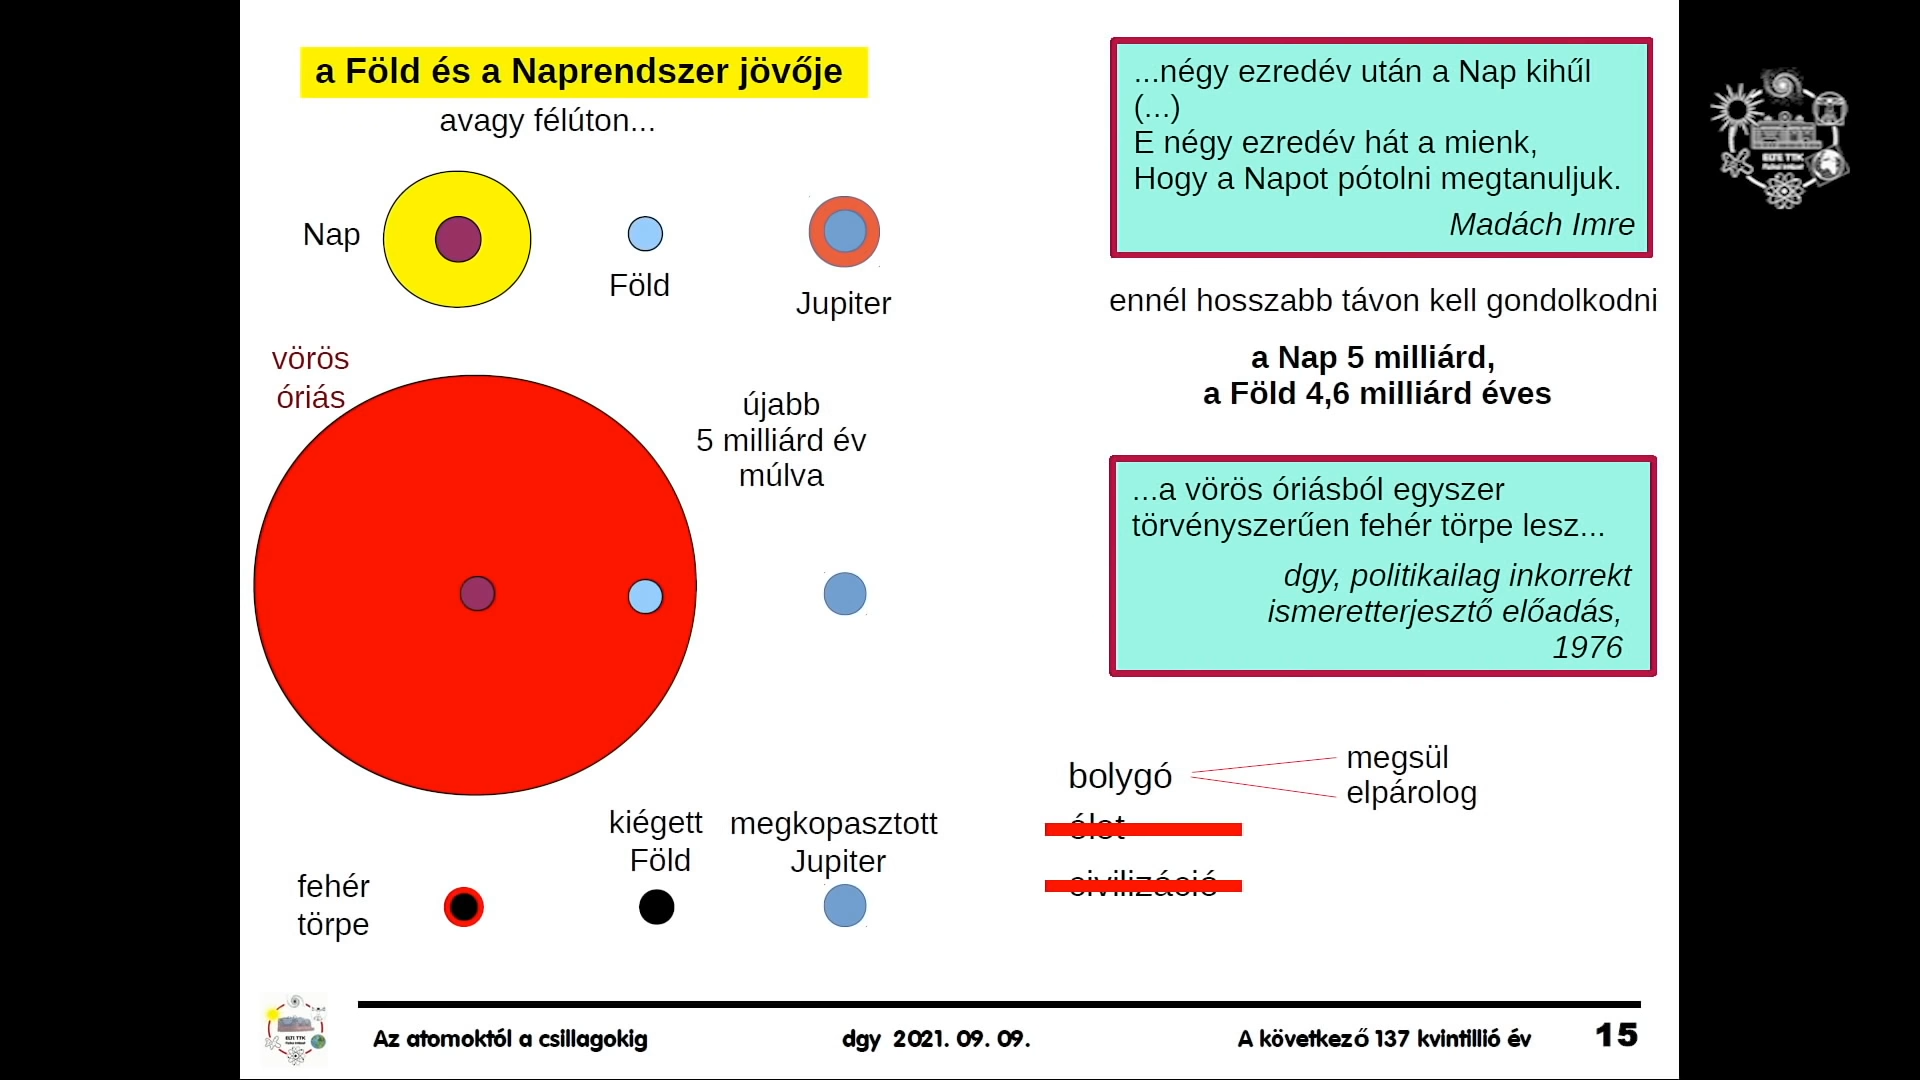 a Föld és a Naprendszer jövője
avagy félúton...
Nap
Föld
Jupiter
vörös
óriás
újabb
5 milliárd év
múlva
kiégett
Föld
megkopasztott
Jupiter
fehér
törpe
...négy ezredév után a Nap kihűl
(...)
E négy ezredév hát a mienk,
Hogy a Napot pótolni megtanuljuk.
Madách Imre
ennél hosszabb távon kell gondolkodni
a Nap 5 milliárd,
a Föld 4,6 milliárd éves
...a vörös óriásból egyszer
törvényszerűen fehér törpe lesz...
dgy, politikailag inkorrekt
ismeretterjesztő előadás,
1976
bolygó
megsül
elpárolog
élet
civilizáció
Az atomoktól a csillagokig
dgy 2021. 09. 09.
A következő 137 kvintillió év
15
ELTE TTK